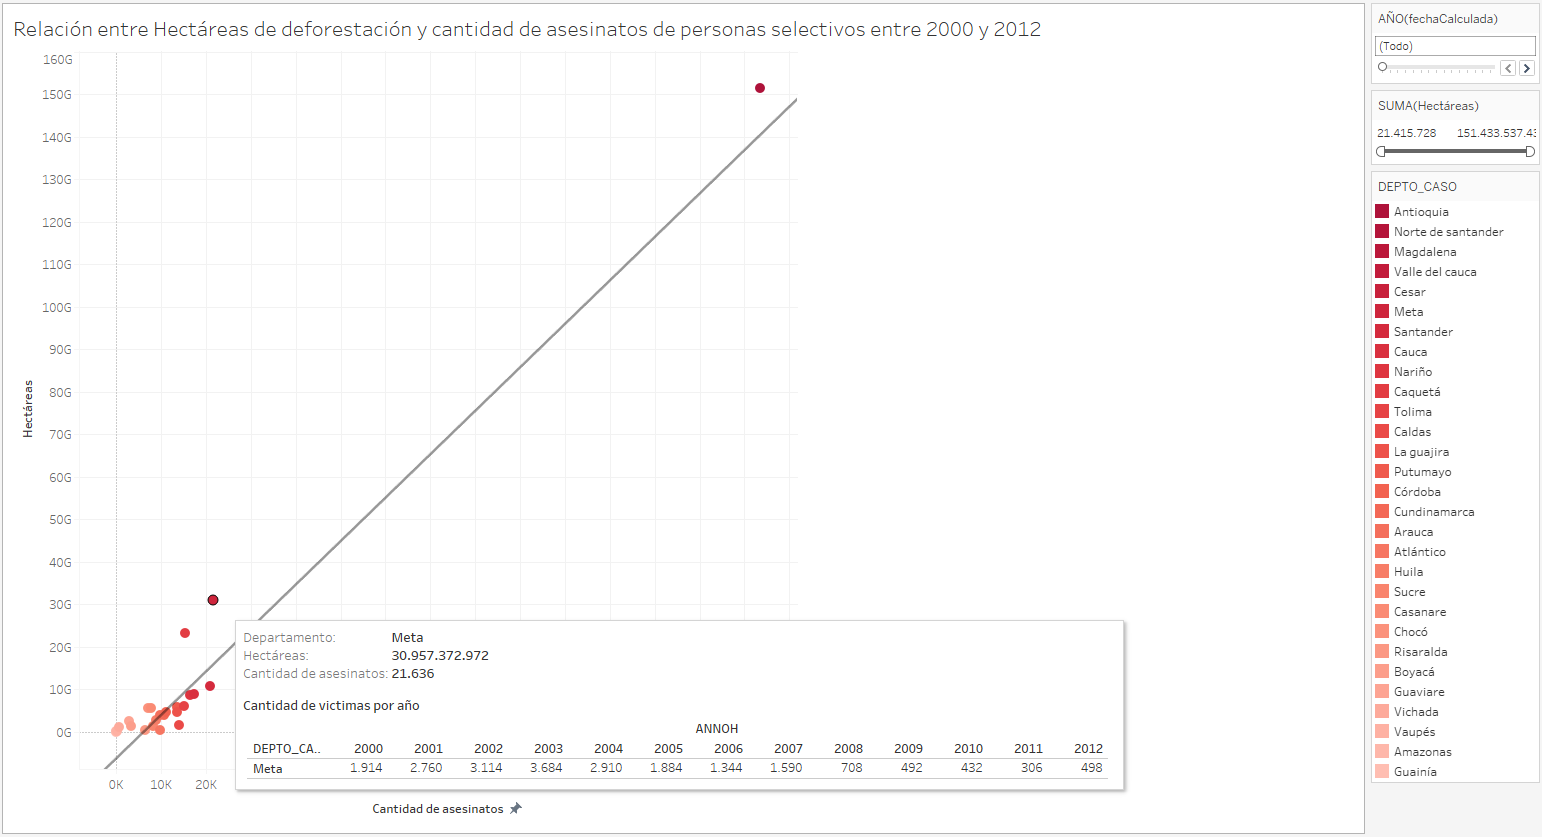 Relación entre Hectáreas de deforestación y cantidad de asesinatos de personas selectivos entre 2000 y 2012
160G
150G
140G
130G
120G
110G
100G
90G
80G
70G
60G
50G
40G
30G
20G
10G
0G
Hectáreas
0K 10K 20K
Cantidad de asesinatos
Departamento: Meta
Hectáreas: 30.957.372.972
Cantidad de asesinatos: 21.636
Cantidad de victimas por año
ANNOH
DEPTO_CA.. 2000 2001 2002 2003 2004 2005 2006 2007 2008 2009 2010 2011 2012
Meta 1.914 2.760 3.114 3.684 2.910 1.884 1.344 1.590 708 492 432 306 498
AÑO(fechaCalculada)
(Todo)
SUMA(Hectáreas)
21.415.728 151.433.537.43
DEPTO_CASO
Antioquia
Norte de santander
Magdalena
Valle del cauca
Cesar
Meta
Santander
Cauca
Nariño
Caquetá
Tolima
Caldas
La guajira
Putumayo
Córdoba
Cundinamarca
Arauca
Atlántico
Huila
Sucre
Casanare
Chocó
Risaralda
Boyacá
Guaviare
Vichada
Vaupés
Amazonas
Guainía